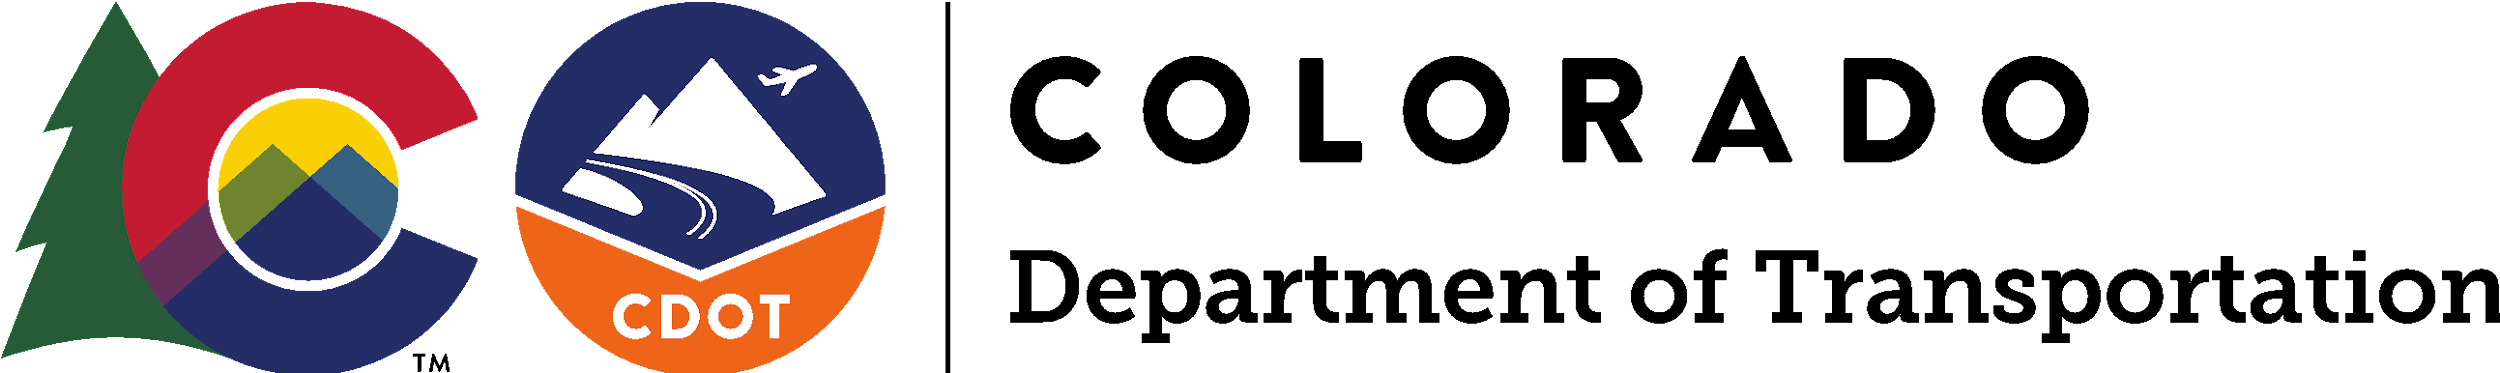 TM
CDOT
COLORADO
Department of Transportation